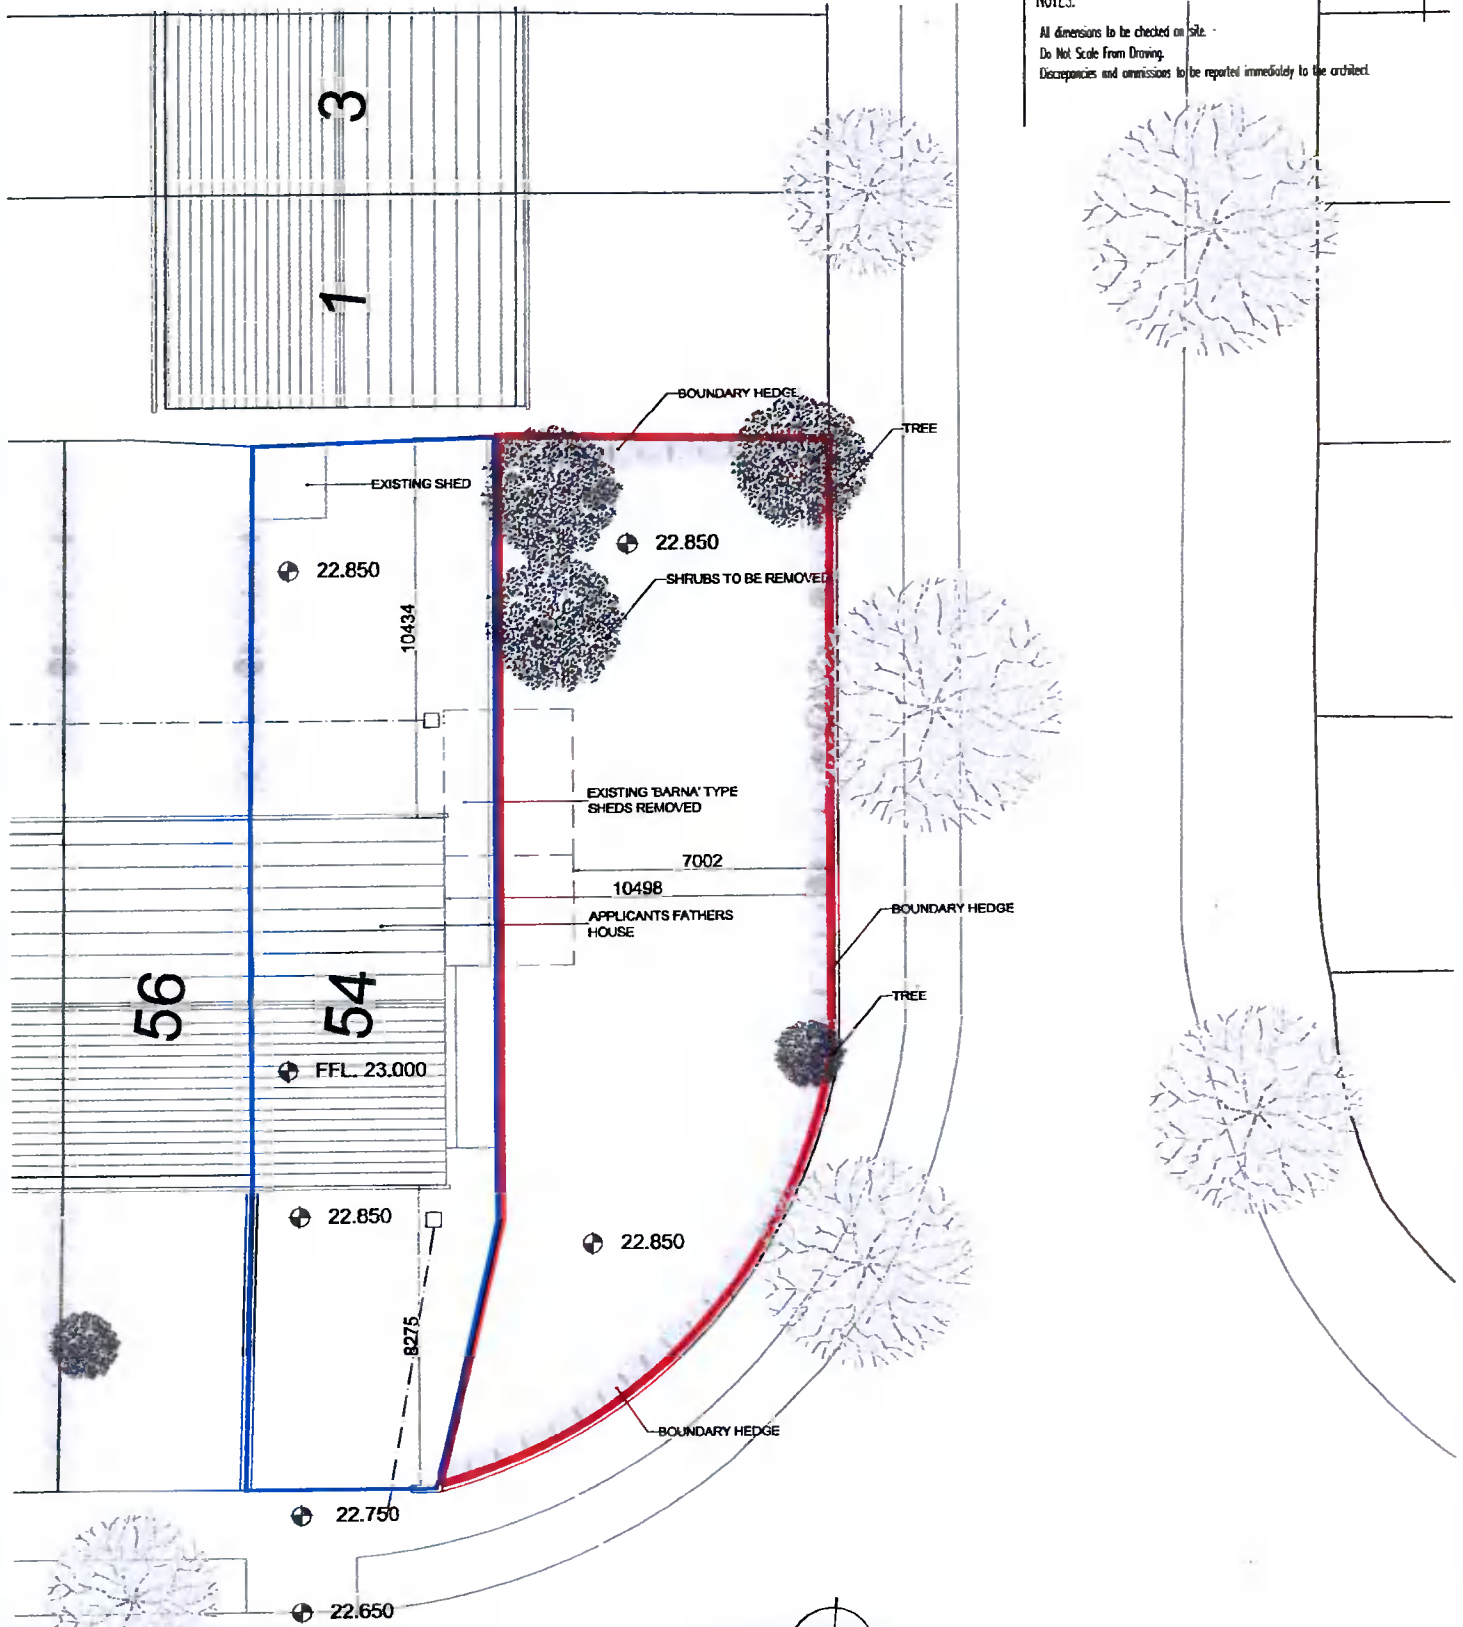 NOTES:
All dimensions to be checked on site.
Do Not Scale From Drawing.
Discrepancies and ommissions to be reported immediately to the architect.
3
1
BOUNDARY HEDGE
TREE
EXISTING SHED
22.850
22.850
SHRUBS TO BE REMOVED
10434
EXISTING 'BARNA' TYPE
SHEDS REMOVED
7002
10498
APPLICANTS FATHERS
HOUSE
BOUNDARY HEDGE
56
54
TREE
FFL. 23.000
22.850
22.850
8275
BOUNDARY HEDGE
22.750
22.650